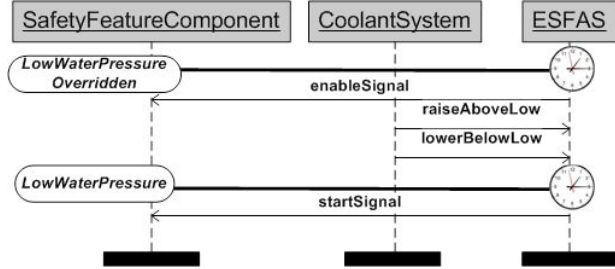 SafetyFeatureComponent
CoolantSystem
ESFAS
LowWaterPressure
Overridden
enableSignal
raiseAboveLow
lowerBelowLow
LowWaterPressure
startSignal